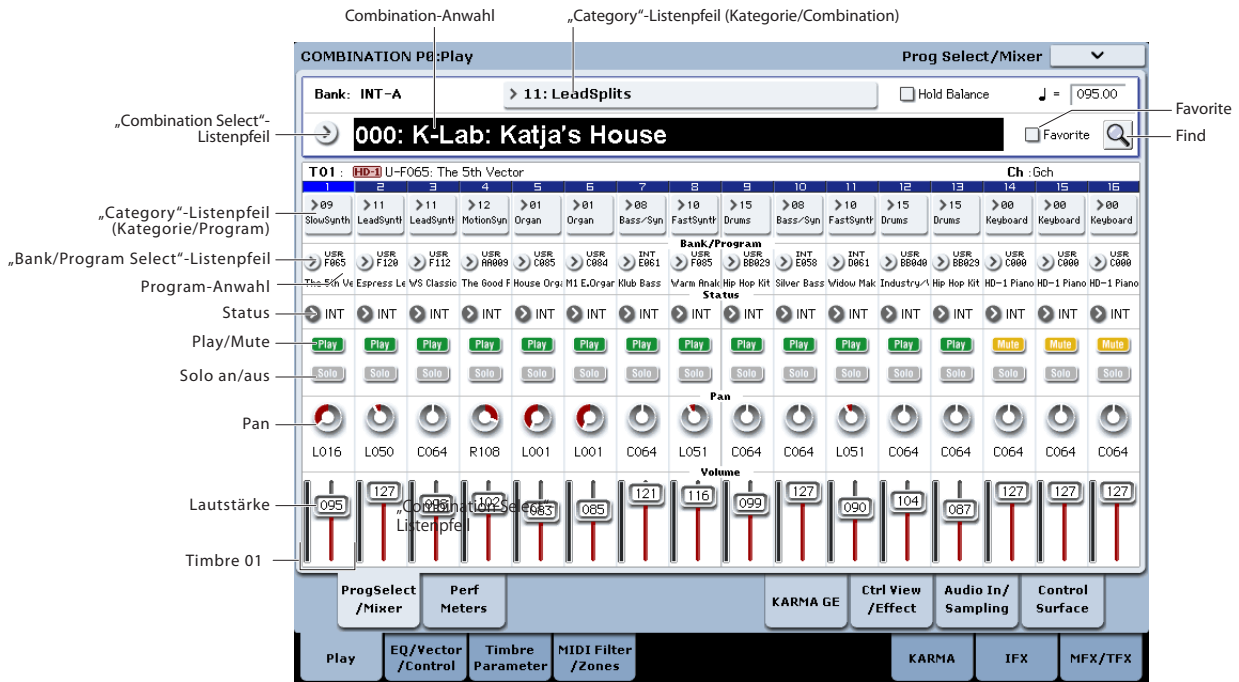 Combination-Anwahl
„Category“-Listenpfeil (Kategorie/Combination)
COMBINATION P0:Play
Prog Select/Mixer
Bank: INT-A
11: LeadSplits
Hold Balance
♩ = 095.00
„Combination Select“-
Listenpfeil
000: K-Lab: Katja's House
Favorite
Favorite
Find
T01 : HD-1 U-F065: The 5th Vector
Ch :Gch
1 2 3 4 5 6 7 8 9 10 11 12 13 14 15 16
„Category“-Listenpfeil
(Kategorie/Program)
09 11 11 12 01 01 08 10 15 08 10 15 15 00 00 00
SlowSynth LeadSynth LeadSynth MotionSyn Organ Organ Bass/Syn FastSynth Drums Bass/Syn FastSynth Drums Drums Keyboard Keyboard Keyboard
Bank/Program
„Bank/Program Select“-Listenpfeil
USR USR USR USR USR USR INT USR USR INT INT USR USR USR USR USR
F065 F120 F112 AA009 C085 C084 E061 F085 BB029 E058 D061 BB040 BB029 C000 C000 C000
Program-Anwahl
The 5th Ve Espress Le WS Classic The Good F House Orga M1 E.Organ Klub Bass Warm Analo Hip Hop Kit Silver Bass Widow Mak Industry/\ Hip Hop Kit HD-1 Piano HD-1 Piano HD-1 Piano
Status
Status
INT INT INT INT INT INT INT INT INT INT INT INT INT INT INT INT
Play/Mute
Play Play Play Play Play Play Play Play Play Play Play Play Play Mute Mute Mute
Solo an/aus
Solo Solo Solo Solo Solo Solo Solo Solo Solo Solo Solo Solo Solo Solo Solo Solo
Pan
Pan
L016 L050 C064 R108 L001 L001 C064 L051 C064 C064 L051 C064 C064 C064 C064 C064
Volume
Lautstärke
095 127 102 083 085 121 116 099 127 090 104 087 127 127 127
„Combination Select“-
Listenpfeil
Timbre 01
ProgSelect
/Mixer
Perf
Meters
KARMA GE
Ctrl View
/Effect
Audio In/
Sampling
Control
Surface
Play
EQ/Vector
/Control
Timbre
Parameter
MIDI Filter
/Zones
KARMA
IFX
MFX/TFX